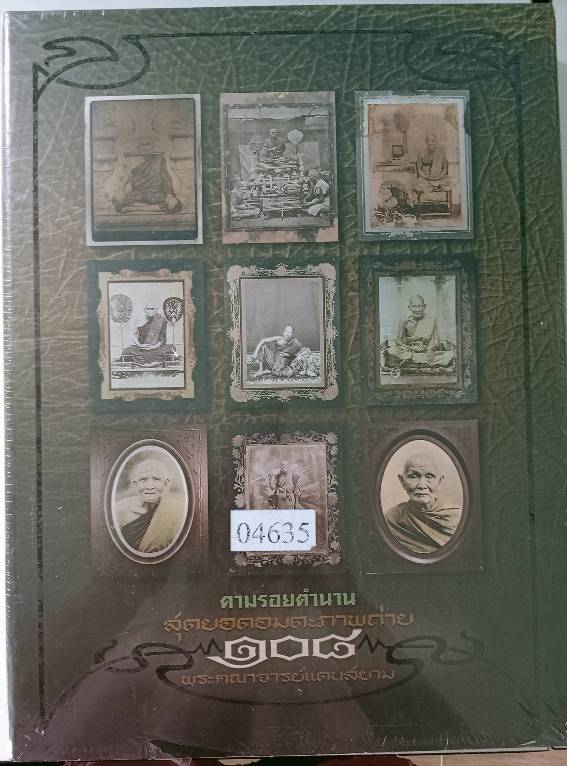 04635
ตามรอยตำนาน
สุดยอดอมตะภาพถ่าย
๑๐๘
พระคณาจารย์แดนสยาม